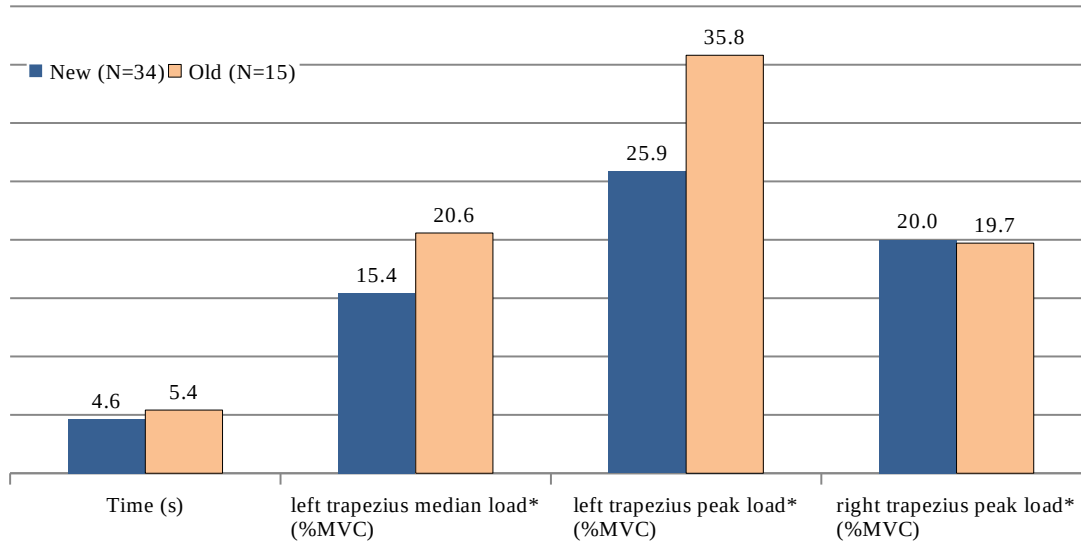 35.8
New (N=34) Old (N=15)
25.9
20.6
20.0 19.7
15.4
4.6 5.4
Time (s) left trapezius median load* left trapezius peak load* right trapezius peak load*
(%MVC) (%MVC) (%MVC)